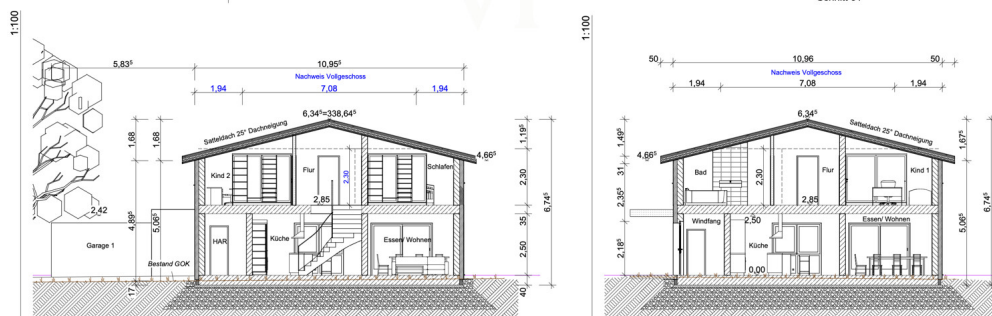 1:100
5,83⁵
10,95⁵
Nachweis Vollgeschoss
1,94
7,08
1,94
6,34⁵=338,64⁵
Satteldach 25° Dachneigung
1,68
1,68
1,19⁵
4,66⁵
Kind 2
Flur
2,30
Schlafen
2,30
2,85
2,42
4,89⁵
5,06⁵
6,74⁵
35
Garage 1
HAR
Küche
Essen/ Wohnen
2,50
Bestand GOK
17
40
1:100
50
10,96
50
Nachweis Vollgeschoss
1,94
7,08
1,94
6,34⁵
Satteldach 25° Dachneigung
1,49⁵
1,67⁵
4,66⁵
31
Bad
2,30
Flur
Kind 1
2,35⁵
2,85
6,74⁵
5,06⁵
Windfang
2,50
Essen/ Wohnen
Küche
2,18⁵
0,00